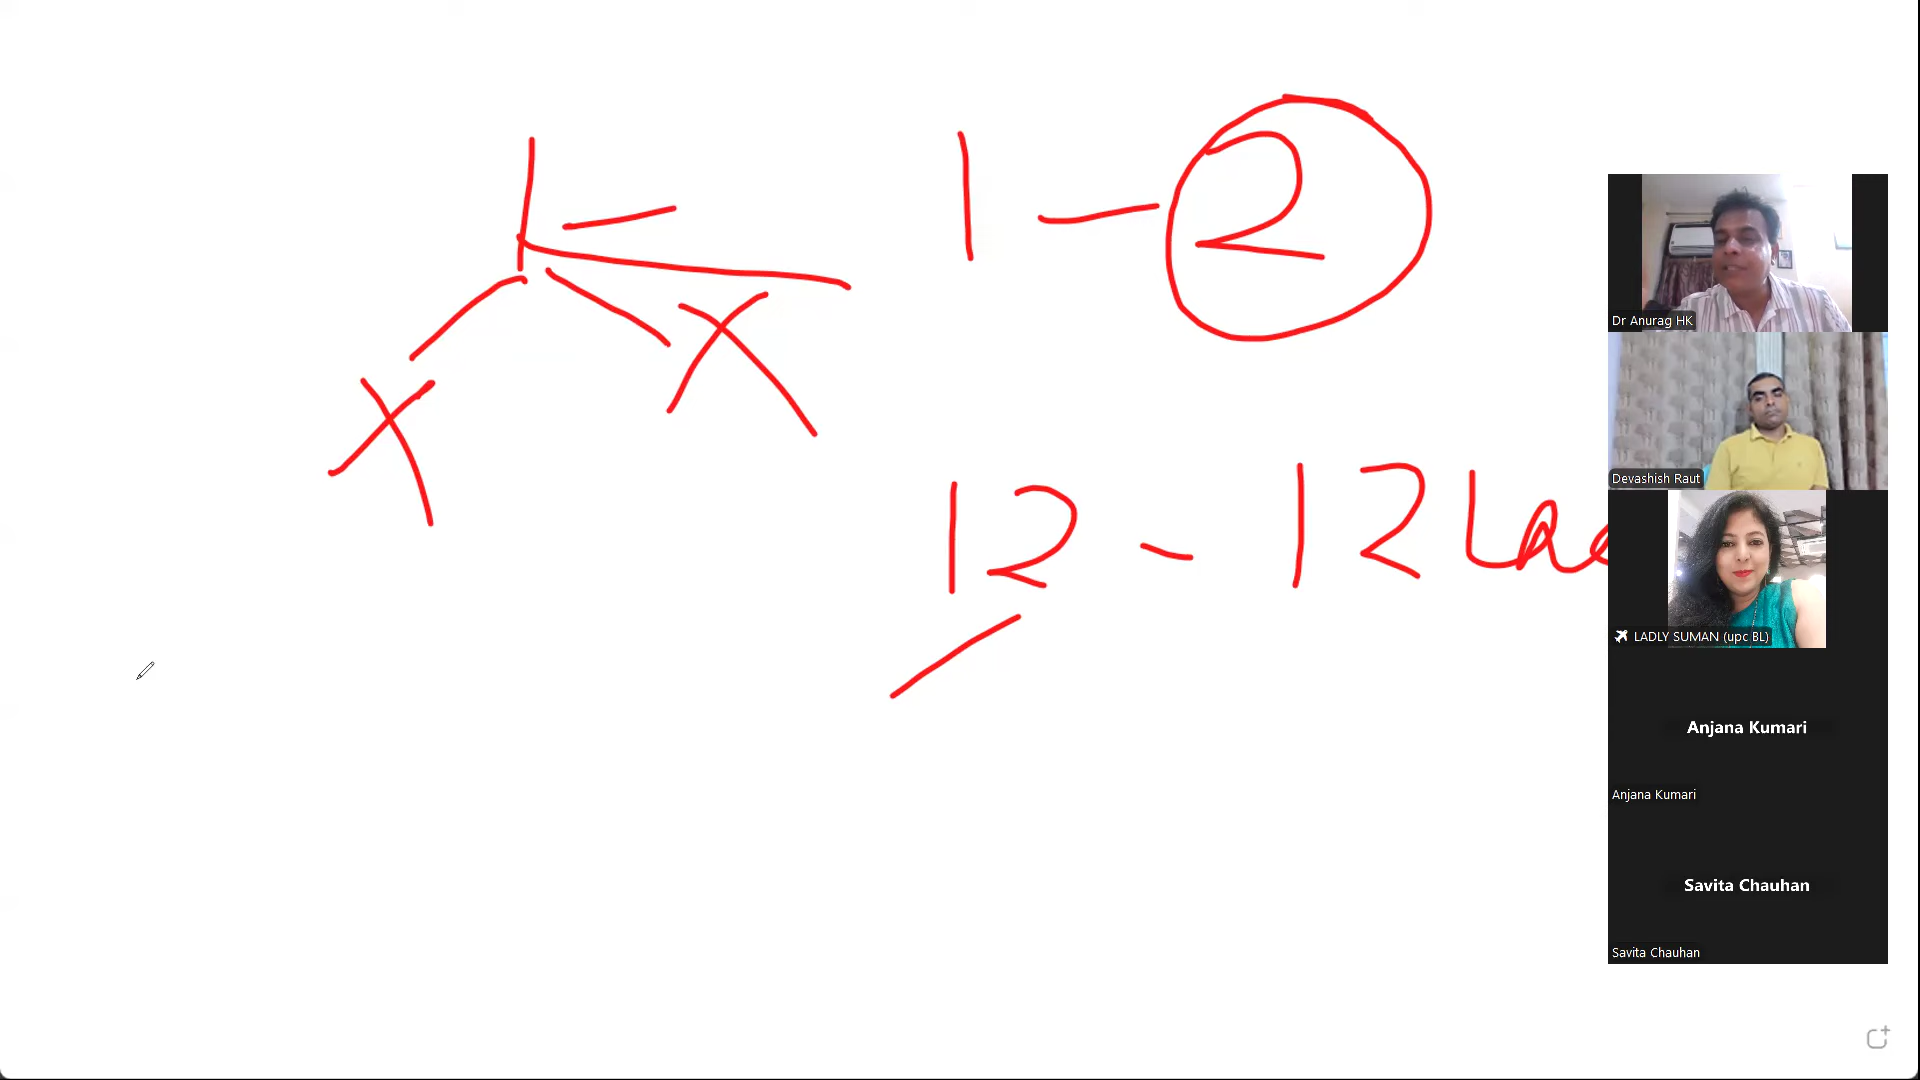 1 - 2
X X
12 - 12 La
Dr Anurag HK
Devashish Raut
LADLY SUMAN (upc BL)
Anjana Kumari
Anjana Kumari
Savita Chauhan
Savita Chauhan